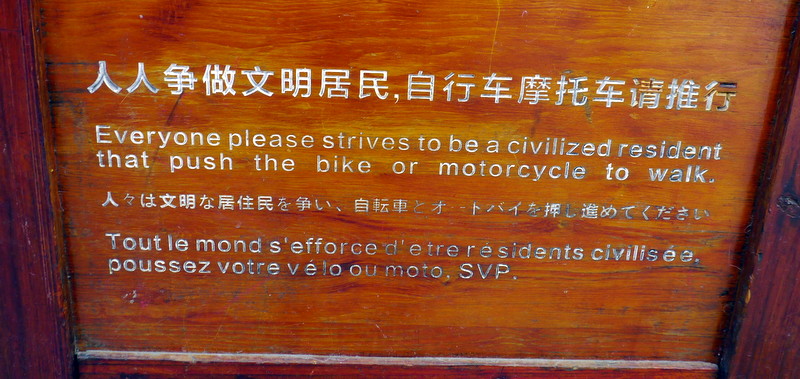 人人争做文明居民,自行车摩托车请推行
Everyone please strives to be a civilized resident
that push the bike or motorcycle to walk.
人々は文明な居住民を争い、自転車とオートバイを押し進めてください
Tout le mond s'efforce d'etre résidents civilisée,
poussez votre vélo ou moto, SVP.